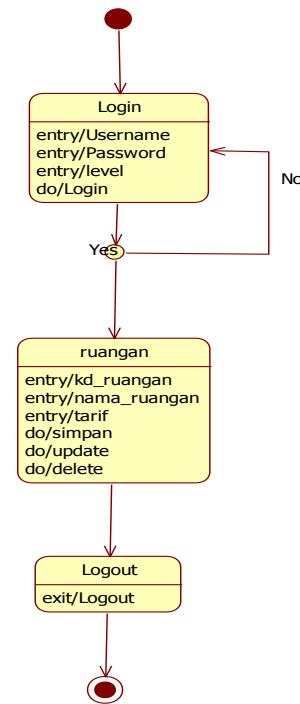 Login
entry/Username
entry/Password
entry/level
do/Login
No
Yes
ruangan
entry/kd_ruangan
entry/nama_ruangan
entry/tarif
do/simpan
do/update
do/delete
Logout
exit/Logout